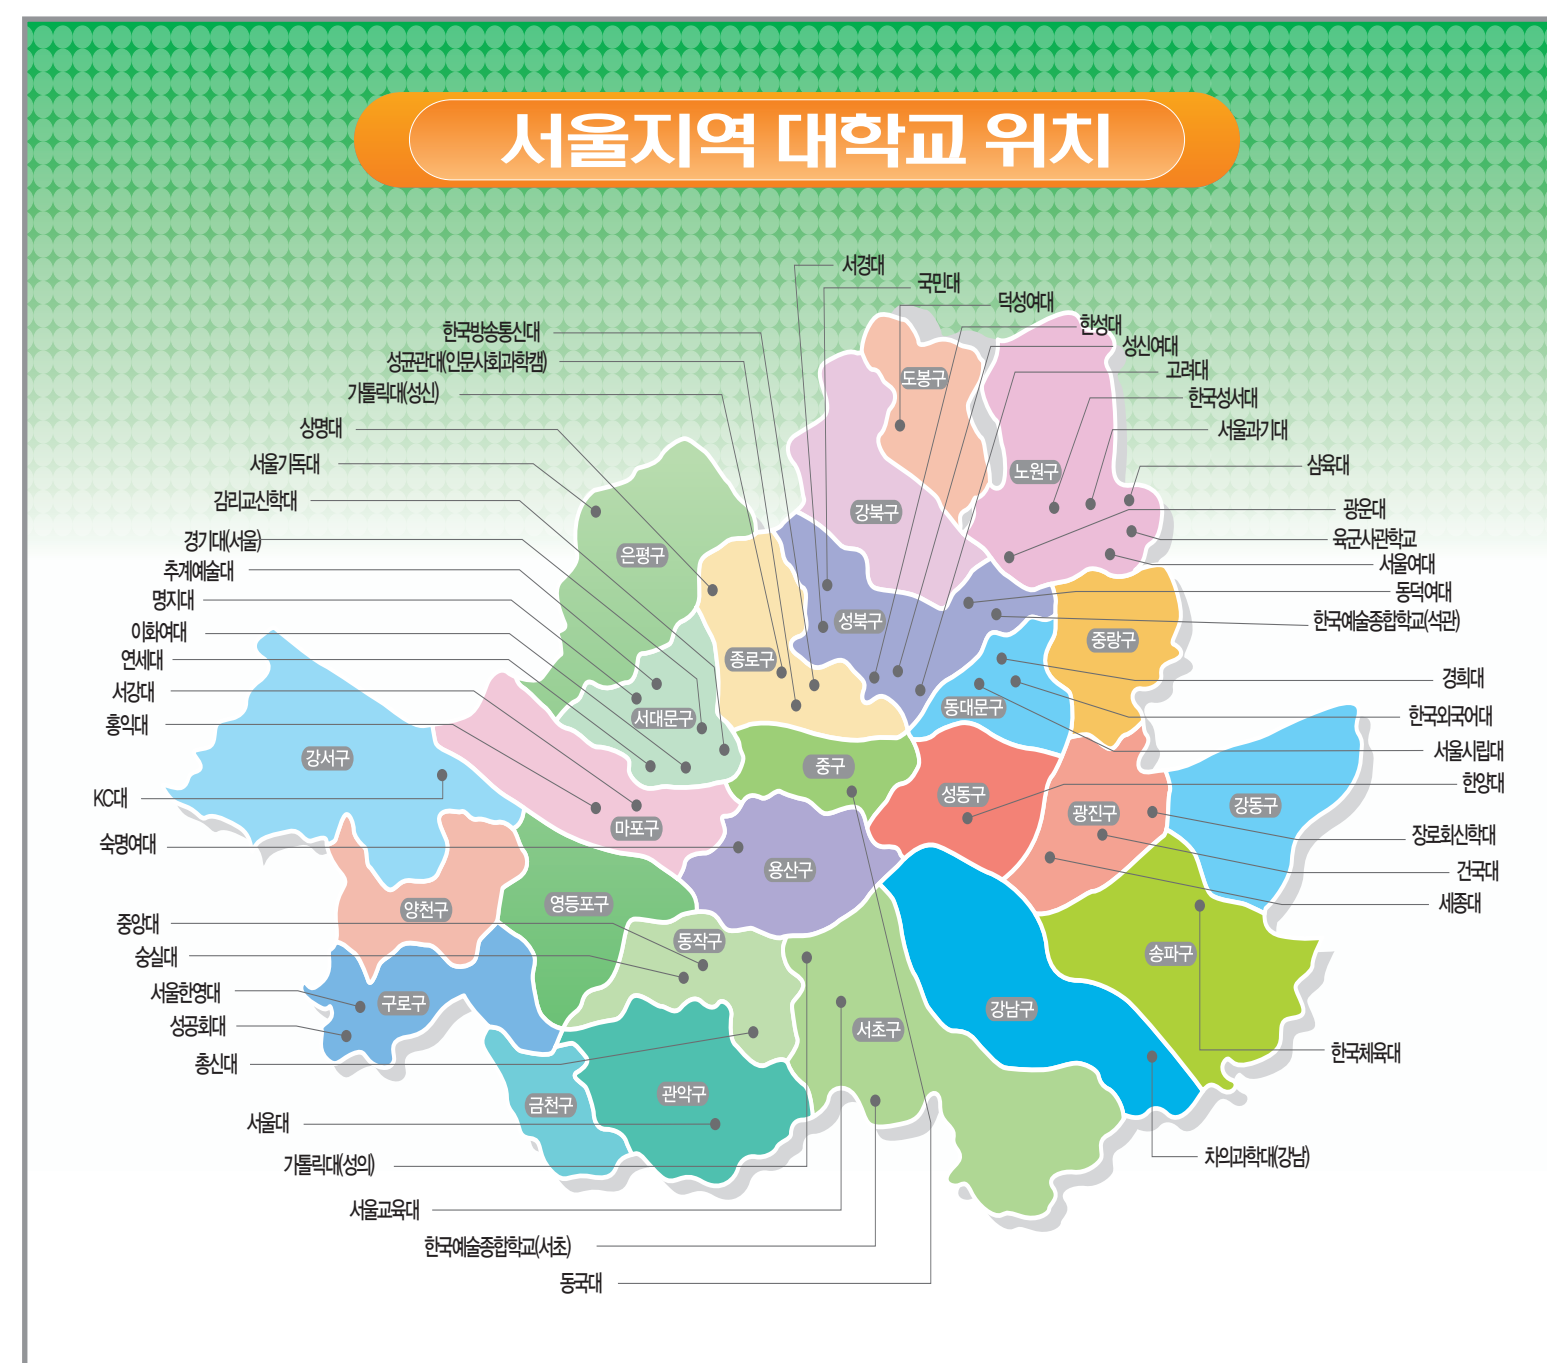 서울지역 대학교 위치
서경대
국민대
덕성여대
한성대
한국방송통신대
성신여대
성균관대(인문사회과학캠)
고려대
가톨릭대(성신)
한국성서대
상명대
서울과기대
서울기독대
삼육대
감리교신학대
광운대
경기대(서울)
육군사관학교
추계예술대
서울여대
명지대
동덕여대
이화여대
한국예술종합학교(석관)
연세대
경희대
서강대
한국외국어대
홍익대
서울시립대
KC대
한양대
숙명여대
장로회신학대
건국대
세종대
중앙대
숭실대
서울한영대
성공회대
총신대
한국체육대
서울대
가톨릭대(성의)
차의과학대(강남)
서울교육대
한국예술종합학교(서초)
동국대
도봉구
노원구
강북구
은평구
성북구
중랑구
종로구
서대문구
동대문구
강서구
중구
성동구
광진구
강동구
마포구
용산구
양천구
영등포구
동작구
송파구
구로구
강남구
서초구
관악구
금천구